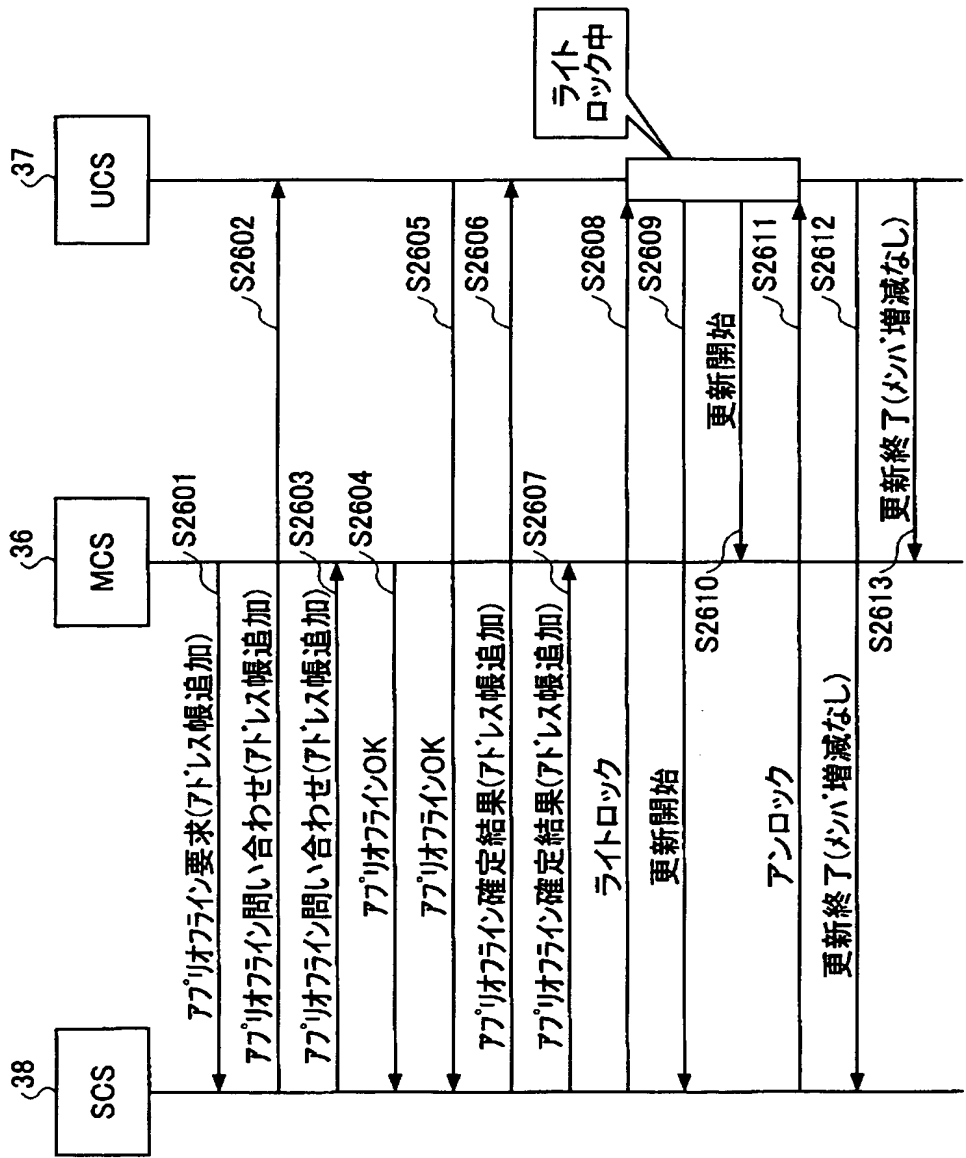 38
SCS
36
MCS
37
UCS
アプリオフライン要求(アドレス帳追加)
S2601
アプリオフライン問い合わせ(アドレス帳追加)
S2602
アプリオフライン問い合わせ(アドレス帳追加)
S2603
アプリオフラインOK
S2604
アプリオフラインOK
S2605
アプリオフライン確定結果(アドレス帳追加)
S2606
アプリオフライン確定結果(アドレス帳追加)
S2607
ライトロック
S2608
ライト
ロック中
更新開始
S2609
更新開始
S2610
アンロック
S2611
更新終了(メンバ増減なし)
S2612
更新終了(メンバ増減なし)
S2613